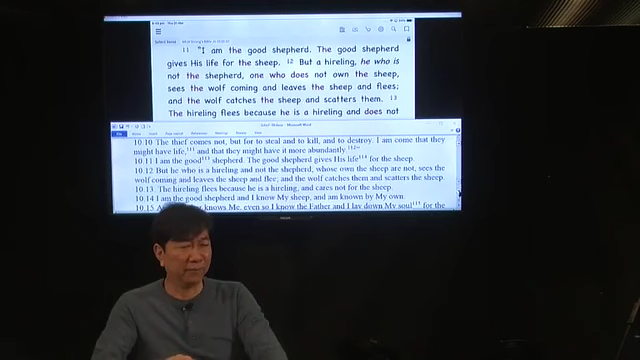 11 "I am the good shepherd. The good shepherd
gives His life for the sheep. 12 But a hireling, he who is
not the shepherd, one who does not own the sheep,
sees the wolf coming and leaves the sheep and flees;
and the wolf catches the sheep and scatters them. 13
The hireling flees because he is a hireling and does not
10.10 The thief comes not, but for to steal and to kill, and to destroy. I am come that they
might have life, and that they might have it more abundantly.
10.11 I am the good shepherd. The good shepherd gives His life for the sheep.
10.12 But he who is a hireling and not the shepherd, whose own the sheep are not, sees the
wolf coming and leaves the sheep and flee; and the wolf catches them and scatters the sheep.
10.13. The hireling flees because he is a hireling, and cares not for the sheep.
10.14 I am the good shepherd and I know My sheep, and am known by My own
10.15 knows Me, even so I know the Father and I lay down My soul for the